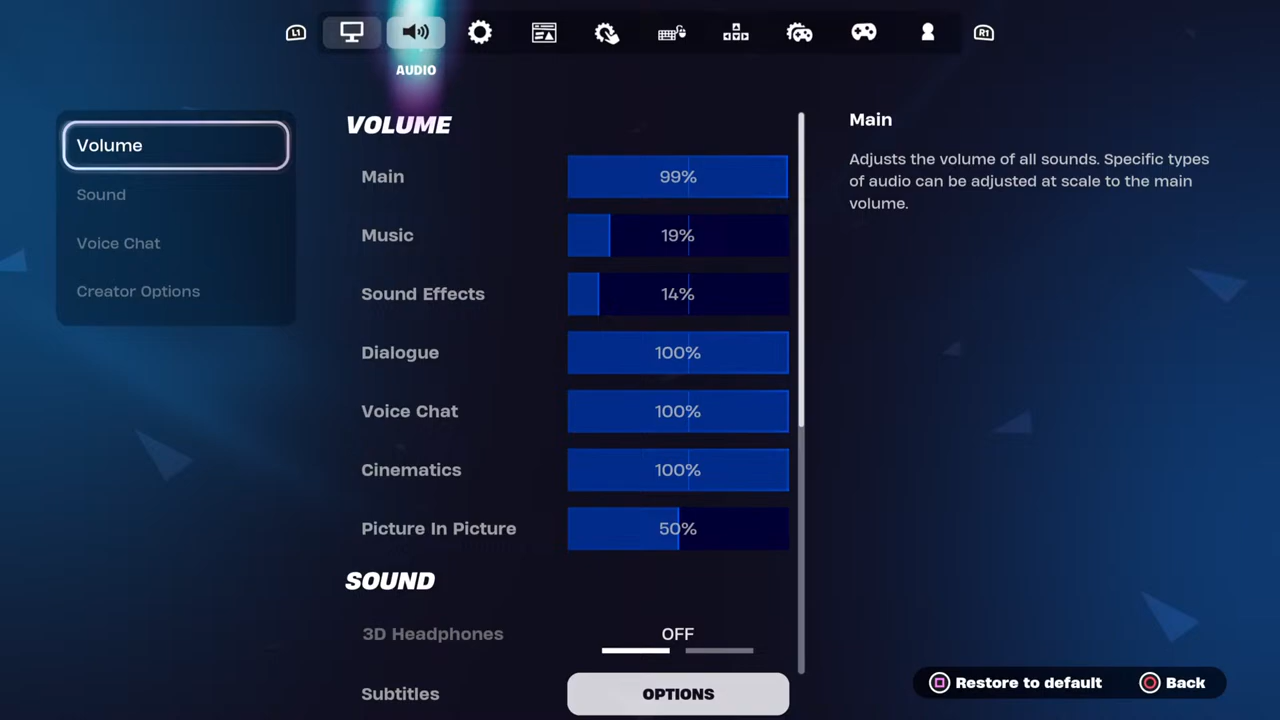 L1
R1
AUDIO
Volume
Sound
Voice Chat
Creator Options
VOLUME
Main 99%
Music 19%
Sound Effects 14%
Dialogue 100%
Voice Chat 100%
Cinematics 100%
Picture In Picture 50%
SOUND
3D Headphones OFF
Subtitles OPTIONS
Main
Adjusts the volume of all sounds. Specific types
of audio can be adjusted at scale to the main
volume.
Restore to default Back